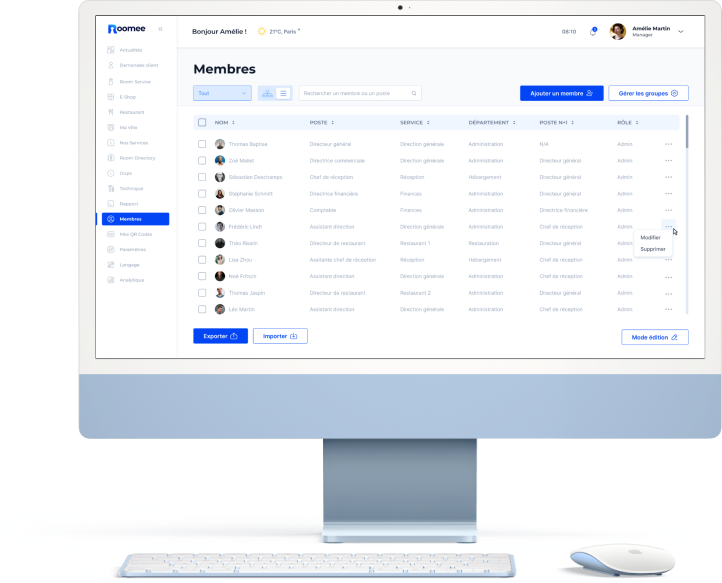 Roomee «
Bonjour Amélie !
21°C, Paris
08:10
Amélie Martin
Manager
Actualités
Demandes client
Room Service
E-Shop
Restaurant
Ma Ville
Nos Services
Room Directory
Oups
Technique
Rapport
Membres
Mes QR Codes
Paramètres
Langage
Analytique
Membres
Tout
Rechercher un membre ou un poste
Ajouter un membre
Gérer les groupes
NOM POSTE SERVICE DÉPARTEMENT POSTE N+1 RÔLE
Thomas Baptise Directeur général Direction générale Administration N/A Admin ...
Zoé Mallet Directrice commerciale Direction générale Administration Directeur général Admin ...
Sébastien Deschamps Chef de réception Réception Hébergement Directeur général Admin ...
Stéphanie Schmitt Directrice financière Finances Administration Directeur général Admin ...
Olivier Masson Comptable Finances Administration Directrice financière Admin ...
Frédéric Lindt Assistant direction Direction générale Administration Chef de réception Admin ...
Modifier
Supprimer
Directeur de restaurant Restaurant 1 Restauration Directeur général Admin
Lisa Zhou Assitante chef de réception Réception Hébergement Chef de réception Admin
Noé Fritsch Assistant direction Direction générale Administration Chef de réception Admin ...
Thomas Jaspin Directeur de restaurant Restaurant 2 Administration Directeur général Admin ...
Léo Martin Assistant direction Direction générale Administration Chef de réception Admin ...
Exporter
Importer
Mode édition